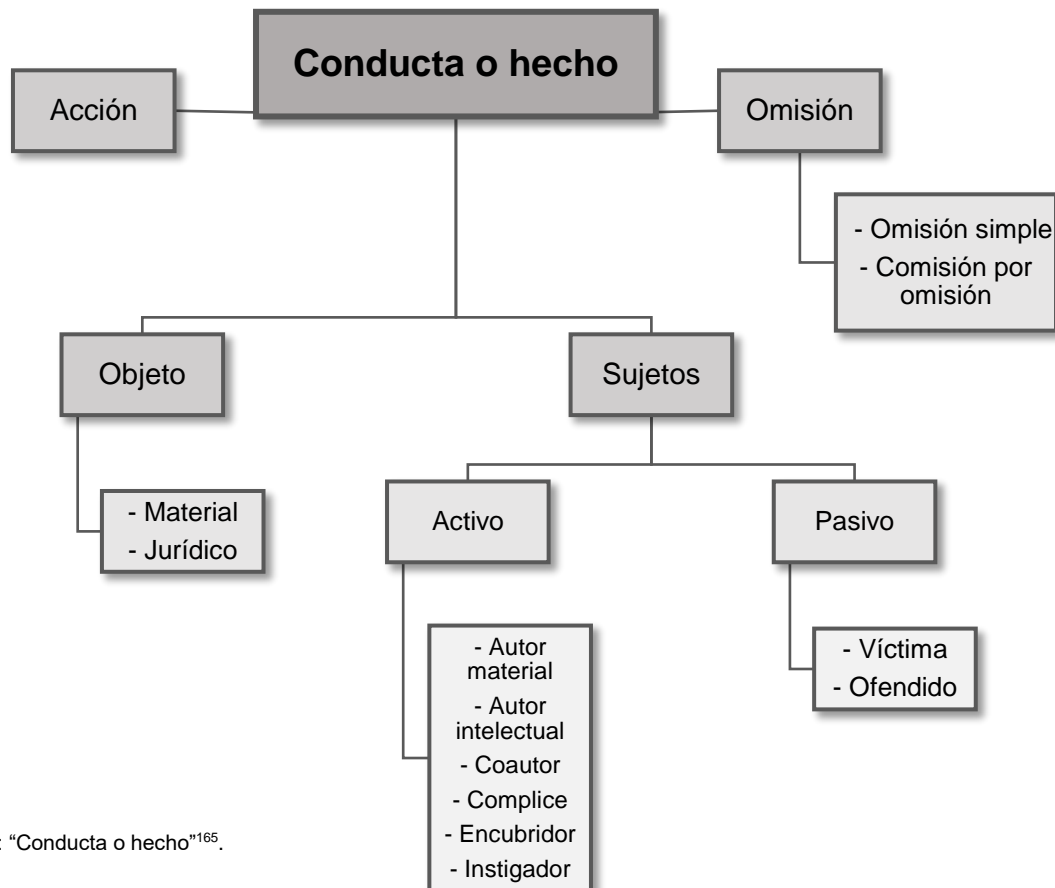 Conducta o hecho
Acción
Omisión
- Omisión simple
- Comisión por
omisión
Objeto
Sujetos
- Material
- Jurídico
Activo
Pasivo
- Autor
material
- Autor
intelectual
- Coautor
- Complice
- Encubridor
- Instigador
- Víctima
- Ofendido
: “Conducta o hecho”165.